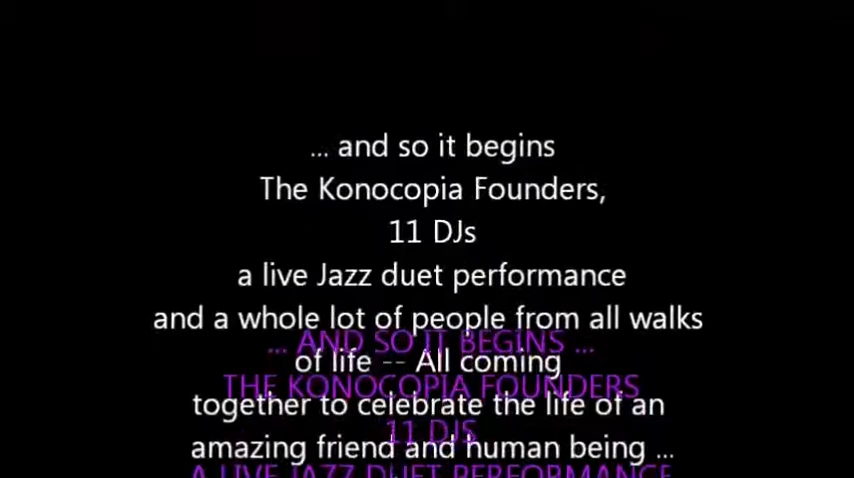 ... and so it begins
The Konocopia Founders,
11 DJs
a live Jazz duet performance
and a whole lot of people from all walks
... AND SO IT BEGINS ...
of life -- All coming
THE KONOCOPIA FOUNDERS
together to celebrate the life of an
11 DJS
amazing friend and human being ...
A LIVE JAZZ DUET PERFORMANCE